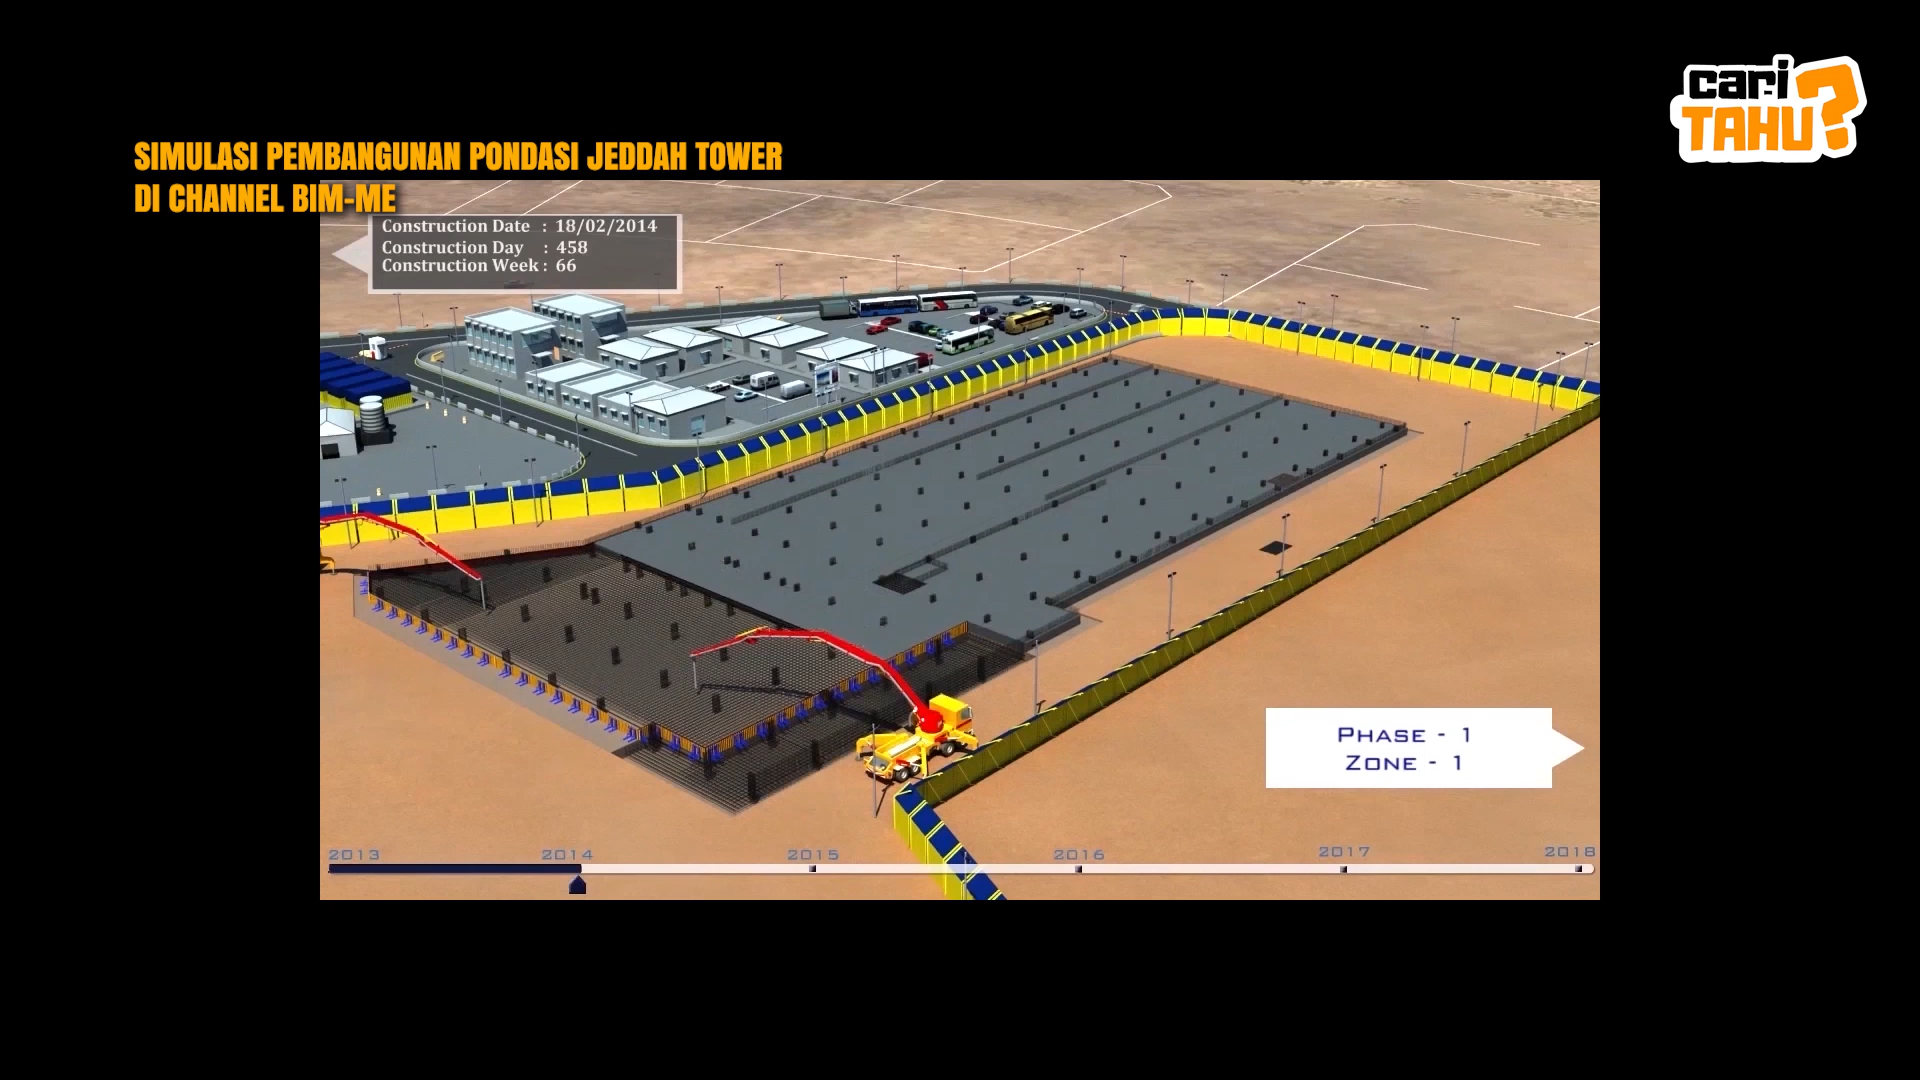 cari
TAHU?
SIMULASI PEMBANGUNAN PONDASI JEDDAH TOWER
DI CHANNEL BIM-ME
Construction Date : 18/02/2014
Construction Day : 458
Construction Week : 66
PHASE - 1
ZONE - 1
2013 2014 2015 2016 2017 2018